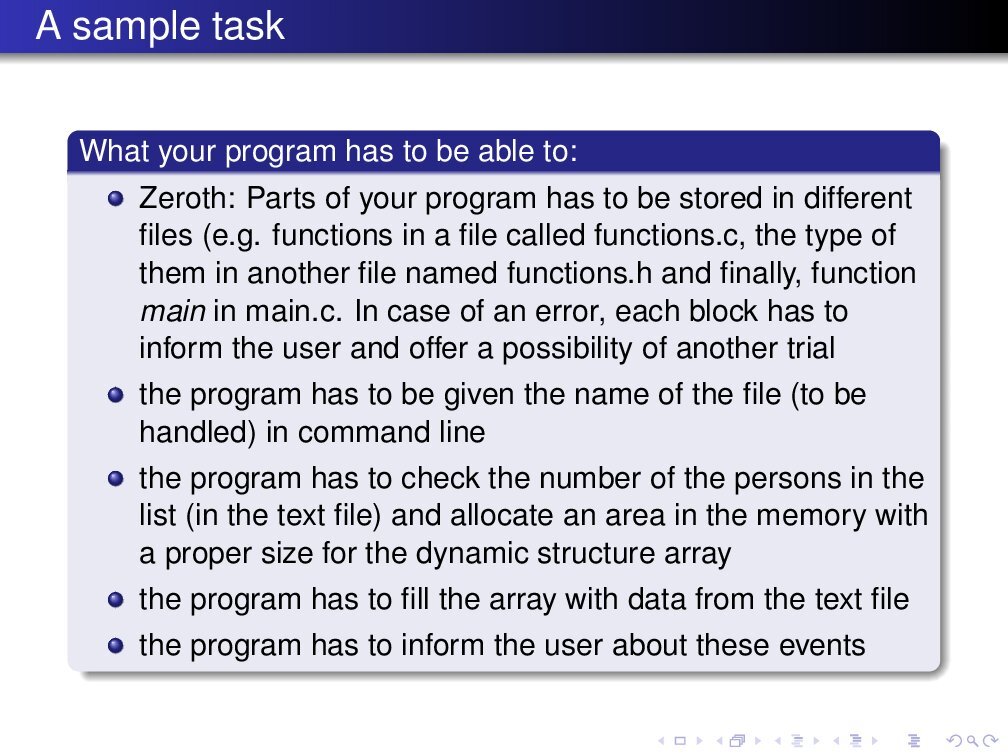 A sample task
What your program has to be able to:
Zeroth: Parts of your program has to be stored in different
files (e.g. functions in a file called functions.c, the type of
them in another file named functions.h and finally, function
main in main.c. In case of an error, each block has to
inform the user and offer a possibility of another trial
the program has to be given the name of the file (to be
handled) in command line
the program has to check the number of the persons in the
list (in the text file) and allocate an area in the memory with
a proper size for the dynamic structure array
the program has to fill the array with data from the text file
the program has to inform the user about these events